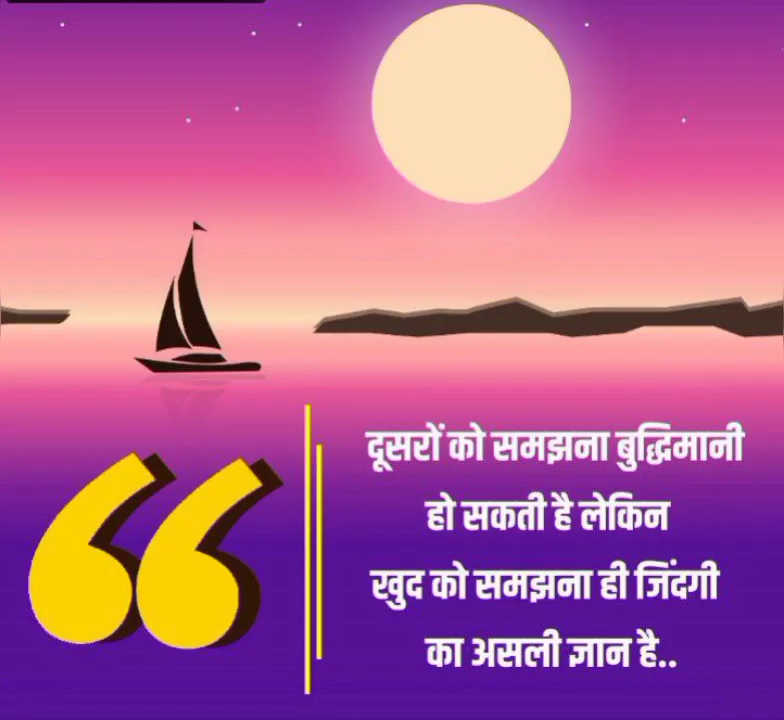 दूसरों को समझना बुद्धिमानी
हो सकती है लेकिन
खुद को समझना ही जिंदगी
का असली ज्ञान है..